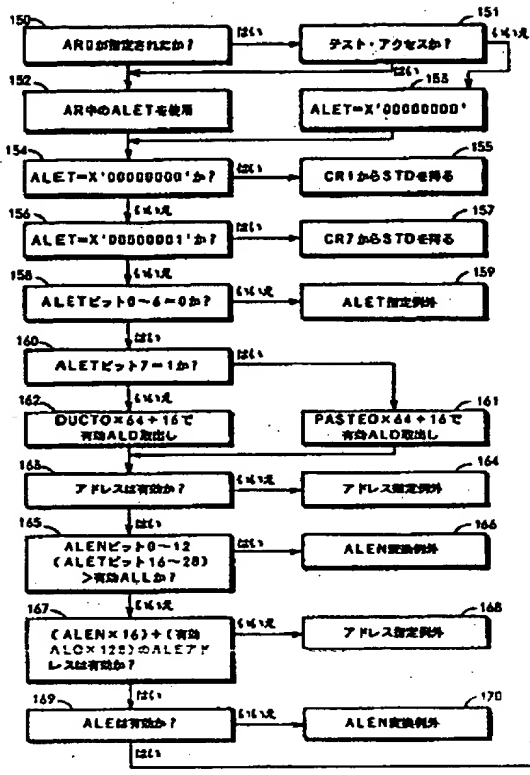 150
AR0が指定されたか?
はい
151
テスト・アクセスか?
いいえ
はい
152
AR中のALETを使用
153
ALET=X'00000000'
154
ALET=X'00000000'か?
はい
155
CR1からSTDを得る
いいえ
156
ALET=X'00000001'か?
はい
157
CR7からSTDを得る
いいえ
158
ALETビット0~6=0か?
いいえ
159
ALET指定例外
はい
160
ALETビット7=1か?
はい
いいえ
162
DUCTO×64+16で
有効ALD取出し
161
PASTEO×64+16で
有効ALD取出し
163
アドレスは有効か?
いいえ
164
アドレス指定例外
はい
165
ALENビット0~12
(ALETビット16~28)
>有効ALLか?
はい
166
ALEN変換例外
いいえ
167
(ALEN×16)+(有効
ALO×128)のALEアド
レスは有効か?
いいえ
168
アドレス指定例外
はい
169
ALEは有効か?
いいえ
170
ALEN変換例外
はい